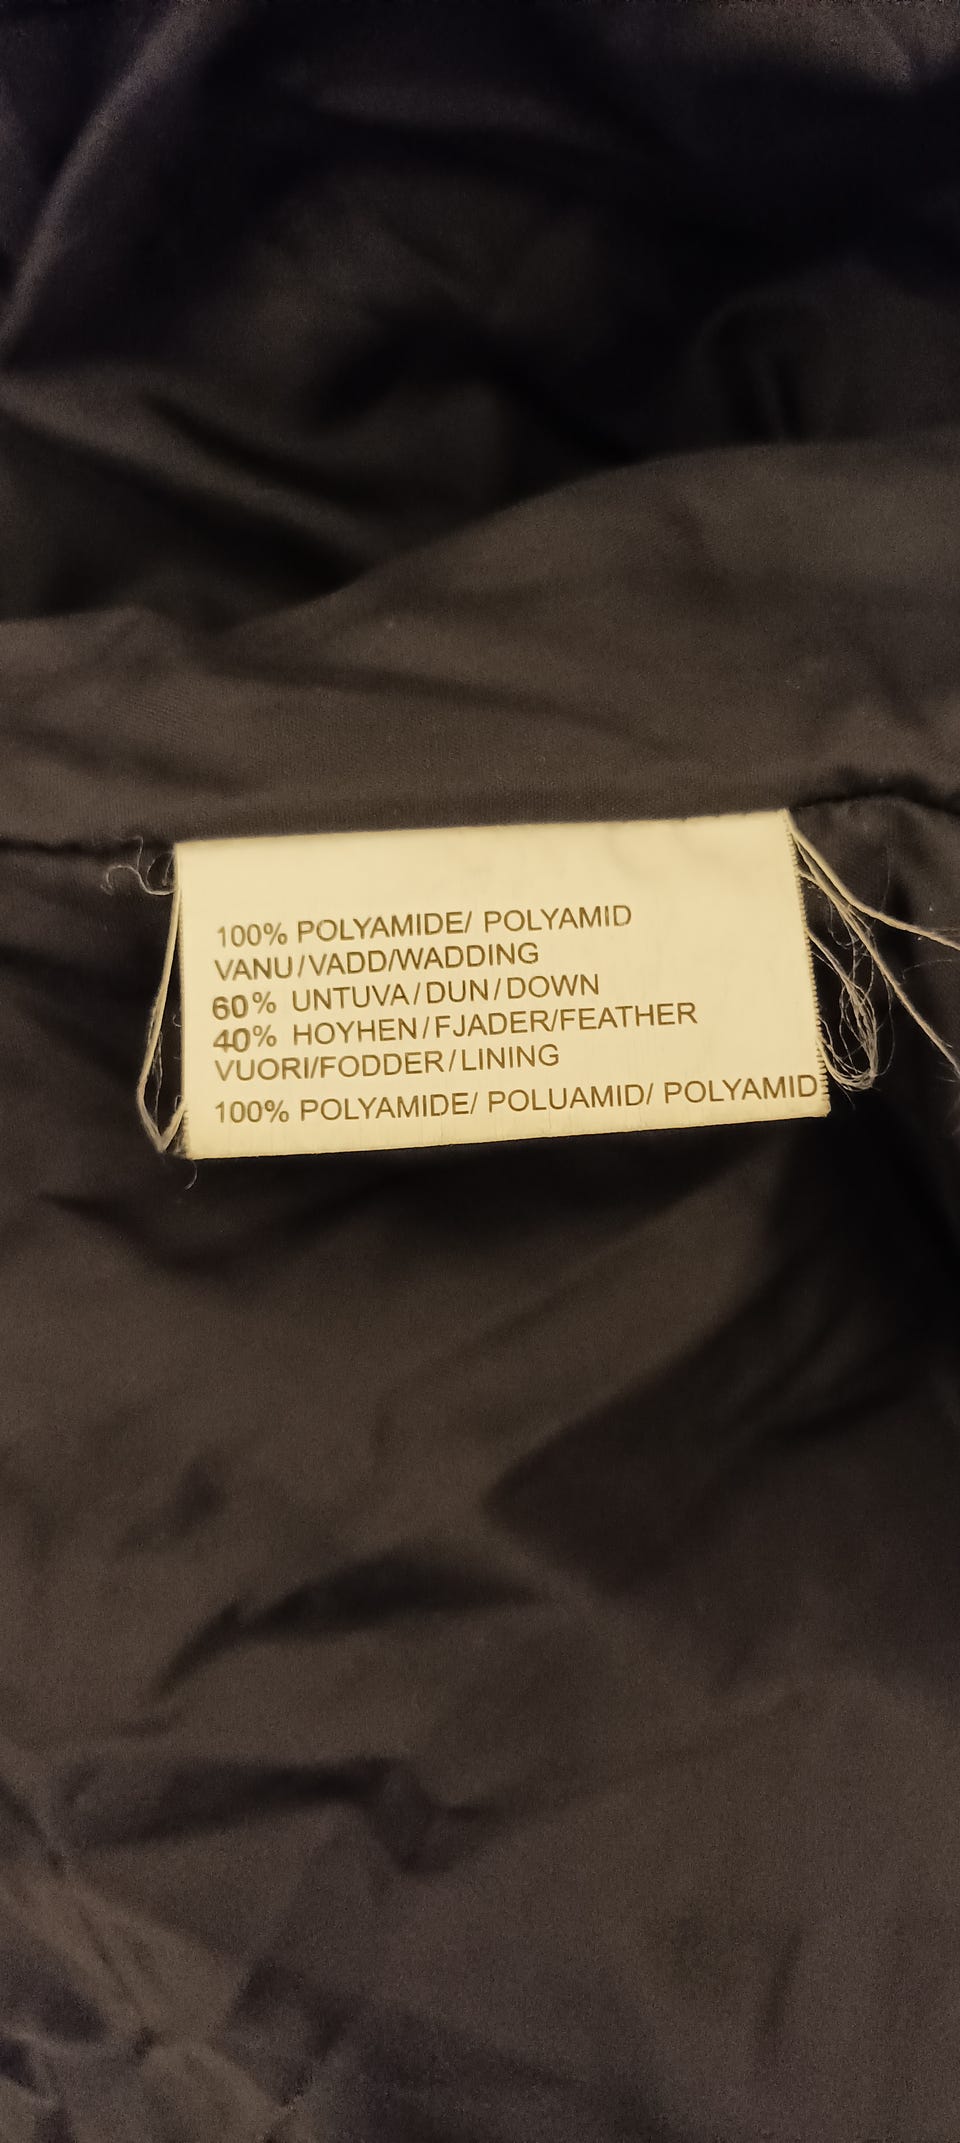 100% POLYAMIDE/ POLYAMID
VANU/VADD/WADDING
60% UNTUVA/DUN/DOWN
40% HOYHEN/FJADER/FEATHER
VUORI/FODDER/LINING
100% POLYAMIDE/ POLUAMID/ POLYAMID